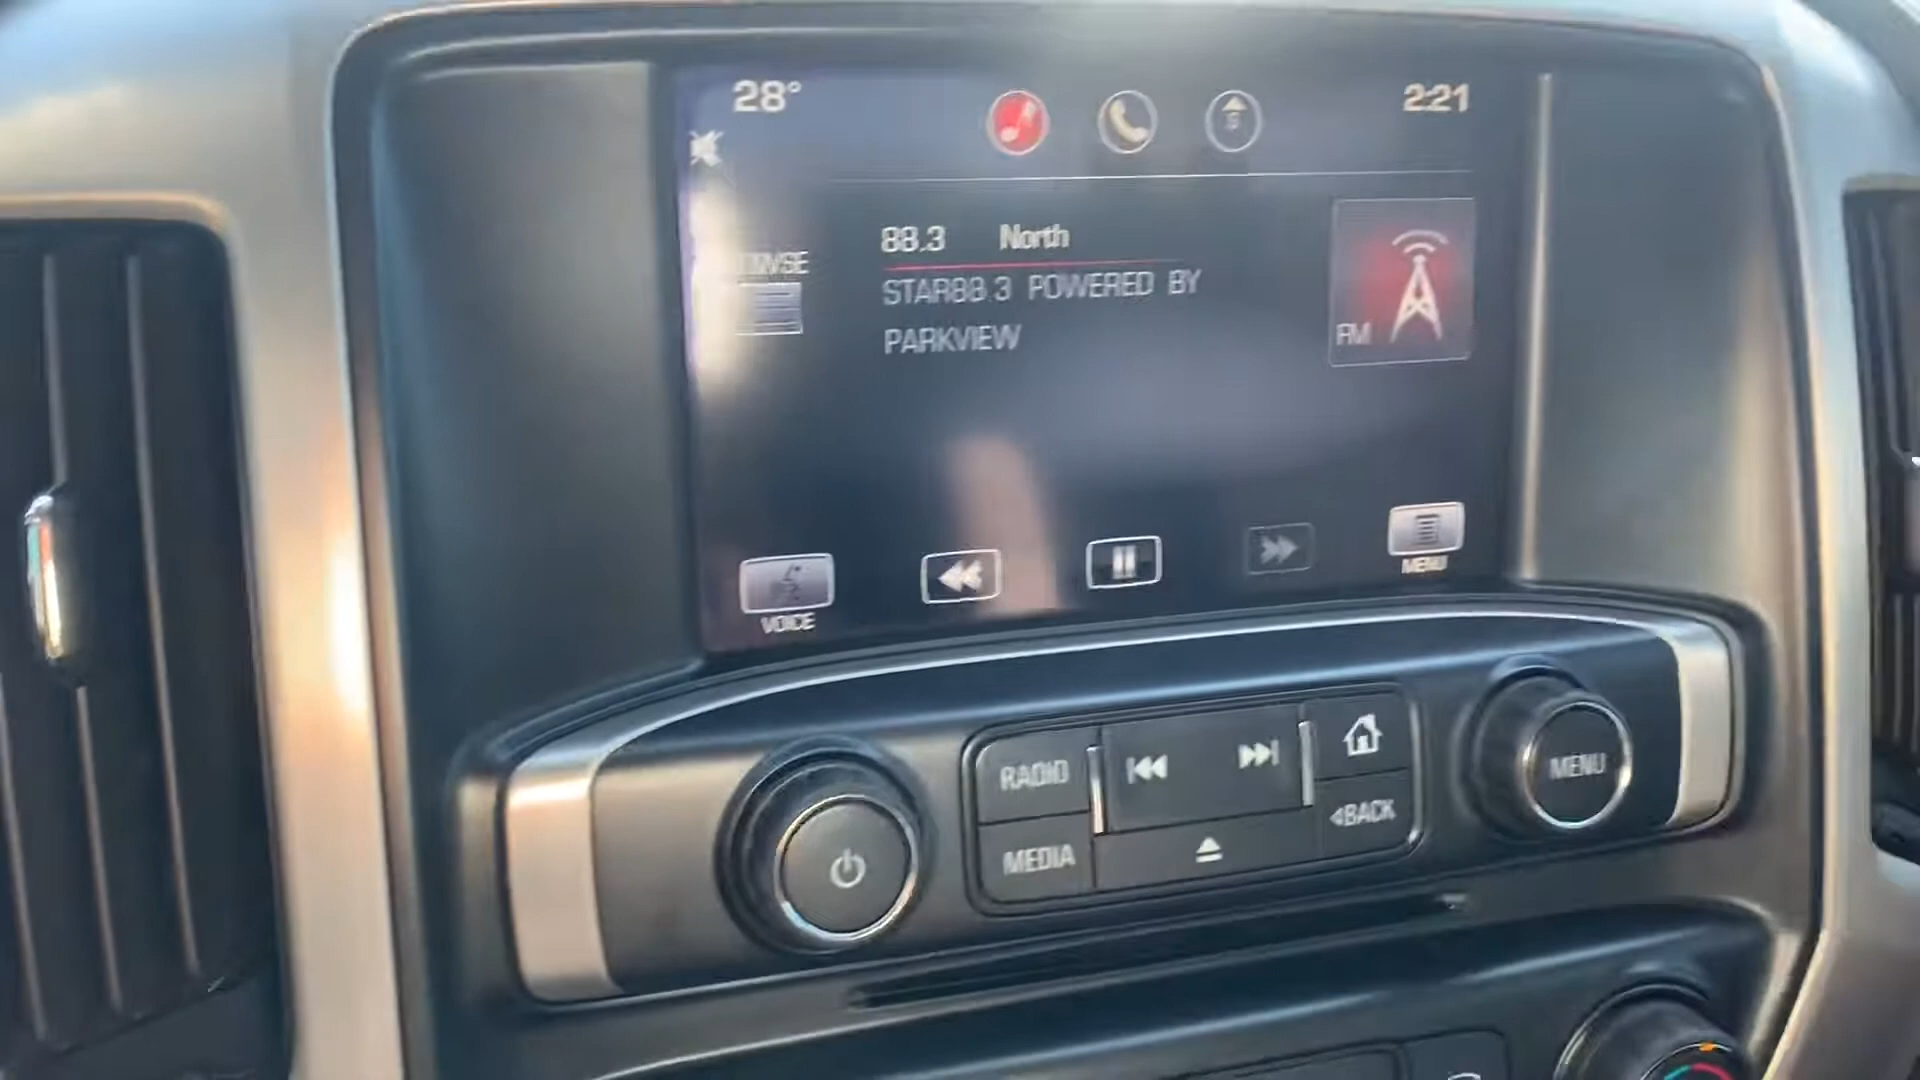 28°
2:21
88.3 North
STAR88.3 POWERED BY
PARKVIEW
FM
VOICE
MENU
RADIO
MEDIA
BACK
MENU